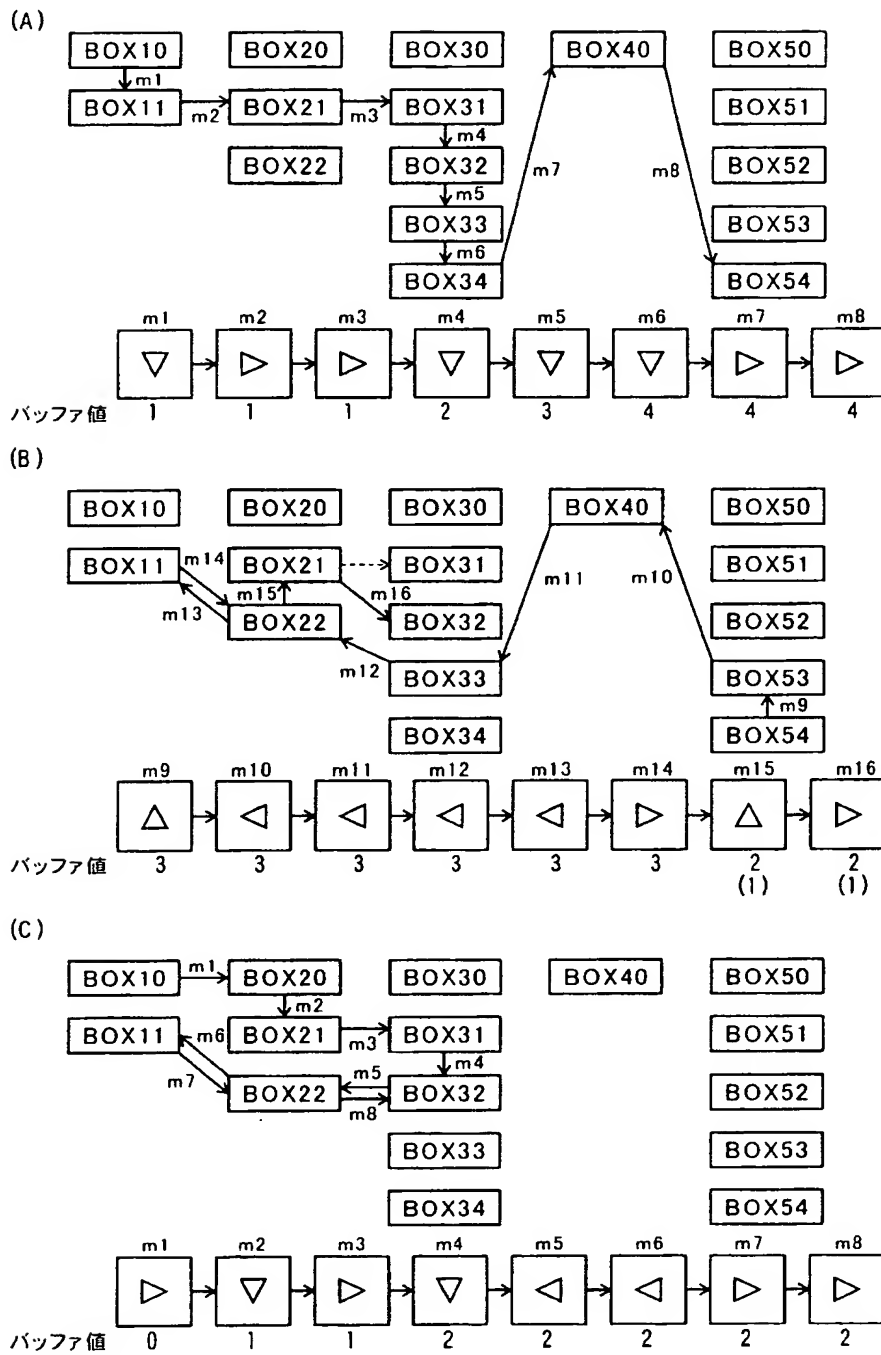 (A)
BOX10 BOX20 BOX30 BOX40 BOX50
m1
BOX11 m2 BOX21 m3 BOX31 BOX51
m4
BOX22 BOX32 m7 m8 BOX52
m5
BOX33 BOX53
m6
BOX34 BOX54
m1 m2 m3 m4 m5 m6 m7 m8
バッファ値 1 1 1 2 3 4 4 4
(B)
BOX10 BOX20 BOX30 BOX40 BOX50
BOX11 m14 BOX21 BOX31 m11 m10 BOX51
m13 m15 m16
BOX22 BOX32 BOX52
m12 BOX33 BOX53
m9
BOX34 BOX54
m9 m10 m11 m12 m13 m14 m15 m16
バッファ値 3 3 3 3 3 3 2 2
(1) (1)
(C)
BOX10 m1 BOX20 BOX30 BOX40 BOX50
m2
BOX11 m6 BOX21 m3 BOX31 BOX51
m4
m7 BOX22 m5 m8 BOX32 BOX52
BOX33 BOX53
BOX34 BOX54
m1 m2 m3 m4 m5 m6 m7 m8
バッファ値 0 1 1 2 2 2 2 2